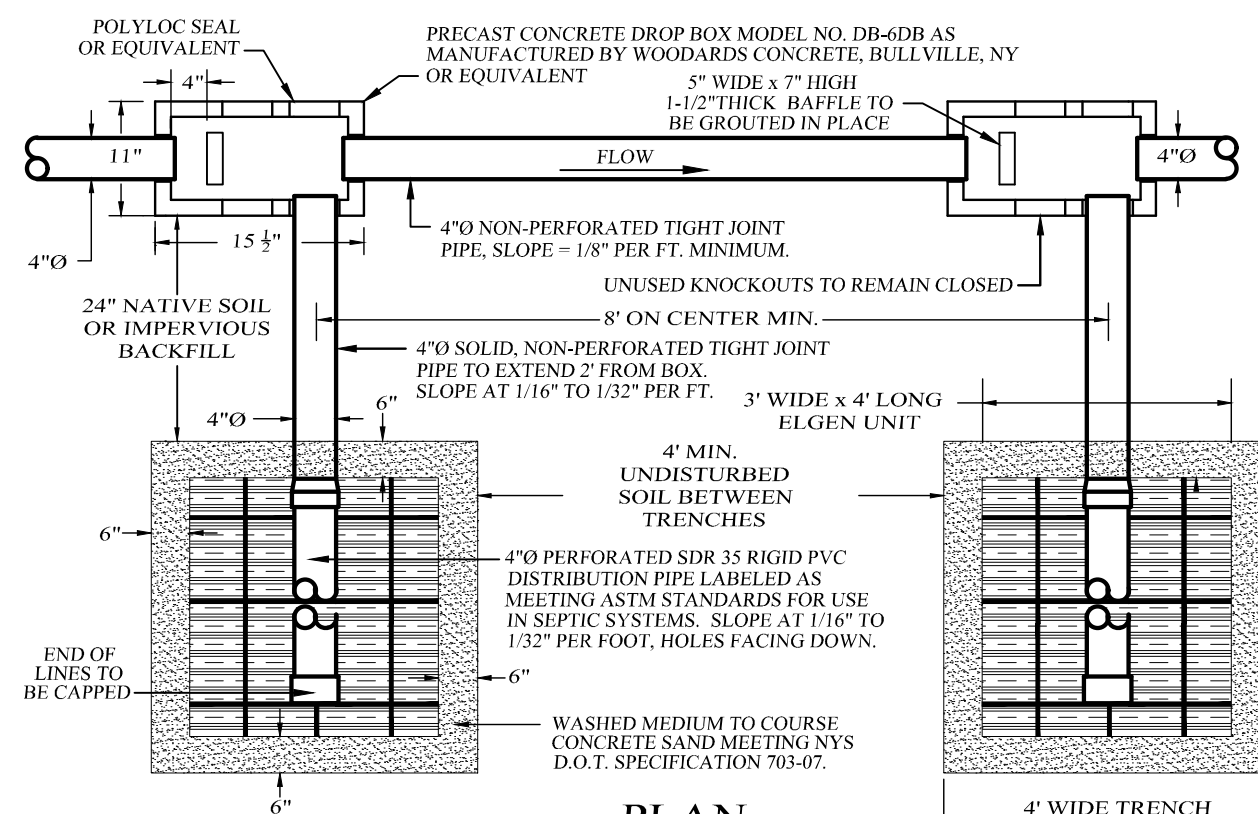 POLYLOC SEAL
OR EQUIVALENT
PRECAST CONCRETE DROP BOX MODEL NO. DB-6DB AS
MANUFACTURED BY WOODARDS CONCRETE, BULLVILLE, NY
OR EQUIVALENT
4"
5" WIDE x 7" HIGH
1-1/2"THICK BAFFLE TO
BE GROUTED IN PLACE
11"
FLOW
4"Ø
15 ½"
4"Ø
4"Ø NON-PERFORATED TIGHT JOINT
PIPE, SLOPE = 1/8" PER FT. MINIMUM.
UNUSED KNOCKOUTS TO REMAIN CLOSED
24" NATIVE SOIL
OR IMPERVIOUS
BACKFILL
8' ON CENTER MIN.
4"Ø SOLID, NON-PERFORATED TIGHT JOINT
PIPE TO EXTEND 2' FROM BOX.
SLOPE AT 1/16" TO 1/32" PER FT.
4"Ø
6"
3' WIDE x 4' LONG
ELGEN UNIT
4' MIN.
UNDISTURBED
SOIL BETWEEN
TRENCHES
6"
4"Ø PERFORATED SDR 35 RIGID PVC
DISTRIBUTION PIPE LABELED AS
MEETING ASTM STANDARDS FOR USE
IN SEPTIC SYSTEMS. SLOPE AT 1/16" TO
1/32" PER FOOT, HOLES FACING DOWN.
END OF
LINES TO
BE CAPPED
6"
WASHED MEDIUM TO COURSE
CONCRETE SAND MEETING NYS
D.O.T. SPECIFICATION 703-07.
6"
PLAN
4' WIDE TRENCH